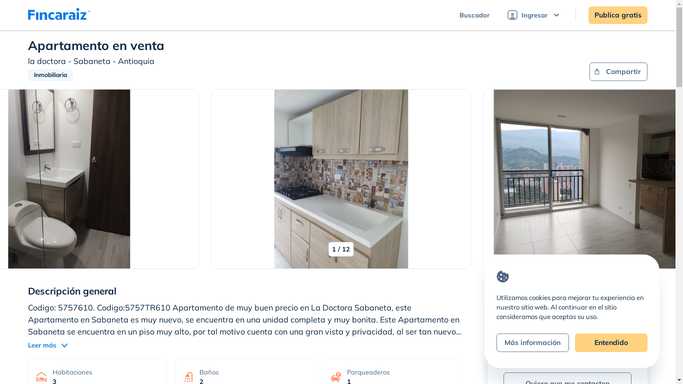 Fincaraiz
Buscador
Ingresar
Publica gratis
Apartamento en venta
la doctora - Sabaneta - Antioquia
Inmobiliaria
Compartir
1 / 12
Descripción general
Codigo: 5757610. Codigo:5757TR610 Apartamento de muy buen precio en La Doctora Sabaneta, este
Apartamento en Sabaneta es muy nuevo, se encuentra en una unidad completa y muy bonita. Este Apartamento en
Sabaneta se encuentra en un piso muy alto, por tal motivo cuenta con una gran vista y privacidad, al ser tan nuevo...
Leer más
Habitaciones
3
Baños
2
Parqueaderos
1
Utilizamos cookies para mejorar tu experiencia en
nuestro sitio web. Al continuar en el sitio
consideramos que aceptas su uso.
Más información
Entendido
Quiero que me contacten